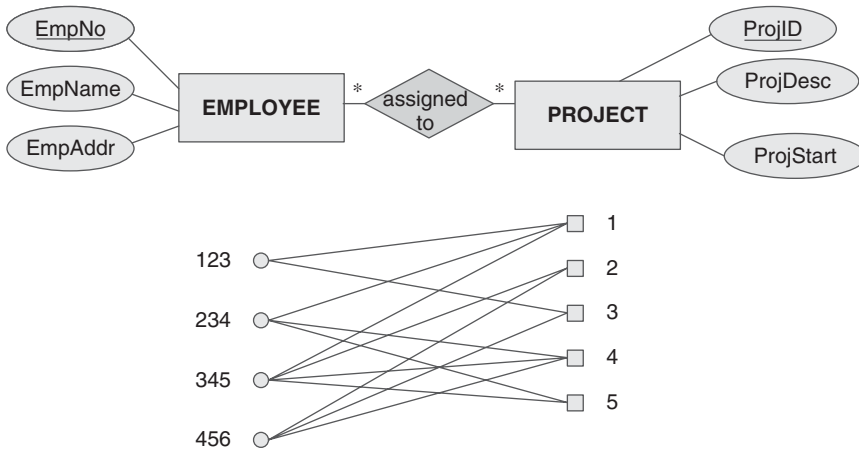 EmpNo
EmpName
EmpAddr
EMPLOYEE
*
assigned
to
*
PROJECT
ProjID
ProjDesc
ProjStart
123
234
345
456
1
2
3
4
5